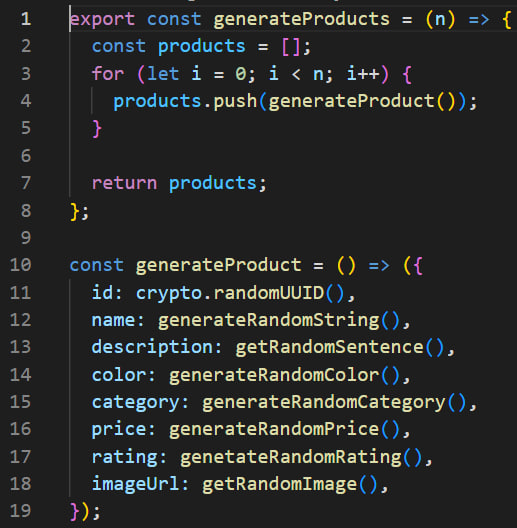 1 export const generateProducts = (n) => {
2   const products = [];
3   for (let i = 0; i < n; i++) {
4     products.push(generateProduct());
5   }
6
7   return products;
8 };
9
10 const generateProduct = () => ({
11   id: crypto.randomUUID(),
12   name: generateRandomString(),
13   description: getRandomSentence(),
14   color: generateRandomColor(),
15   category: generateRandomCategory(),
16   price: generateRandomPrice(),
17   rating: genetateRandomRating(),
18   imageUrl: getRandomImage(),
19 });